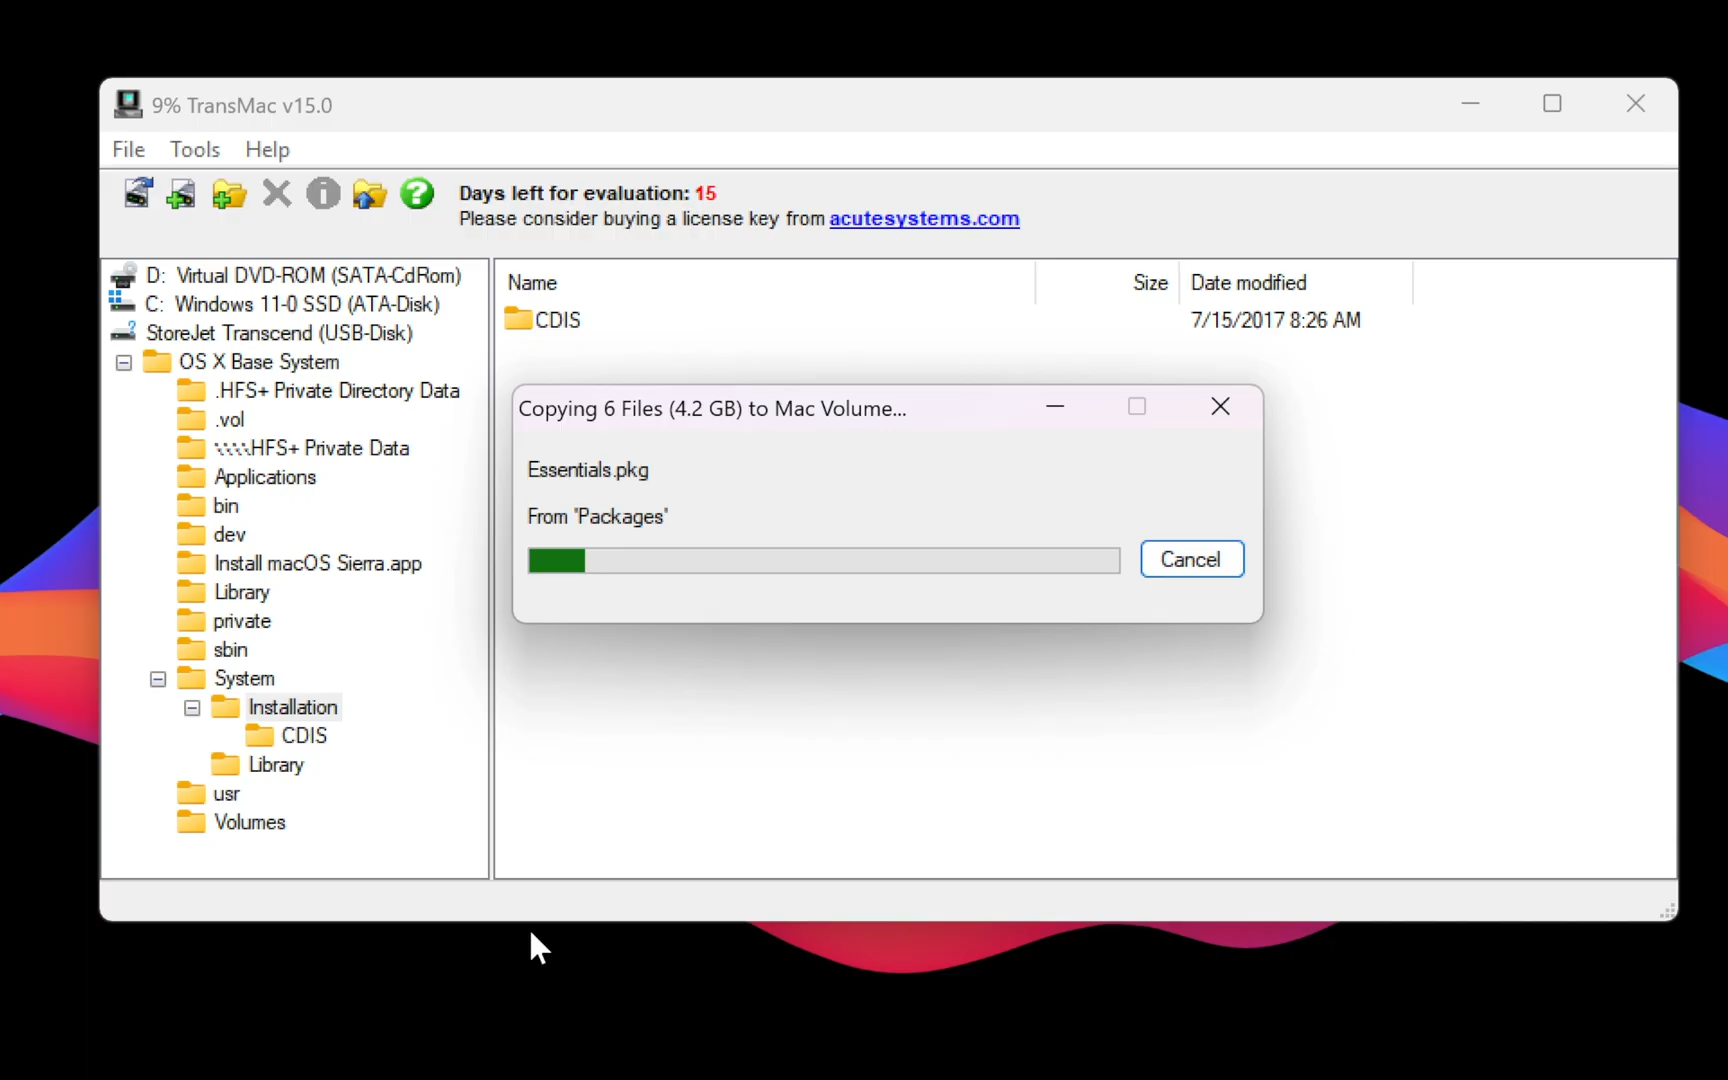 9% TransMac v15.0
File Tools Help
Days left for evaluation: 15
Please consider buying a license key from acutesystems.com
D: Virtual DVD-ROM (SATA-CdRom)
C: Windows 11-0 SSD (ATA-Disk)
StoreJet Transcend (USB-Disk)
OS X Base System
.HFS+ Private Directory Data
.vol
HFS+ Private Data
Applications
bin
dev
Install macOS Sierra.app
Library
private
sbin
System
Installation
CDIS
Library
usr
Volumes
Name Size Date modified
CDIS 7/15/2017 8:26 AM
Copying 6 Files (4.2 GB) to Mac Volume...
Essentials.pkg
From "Packages"
Cancel